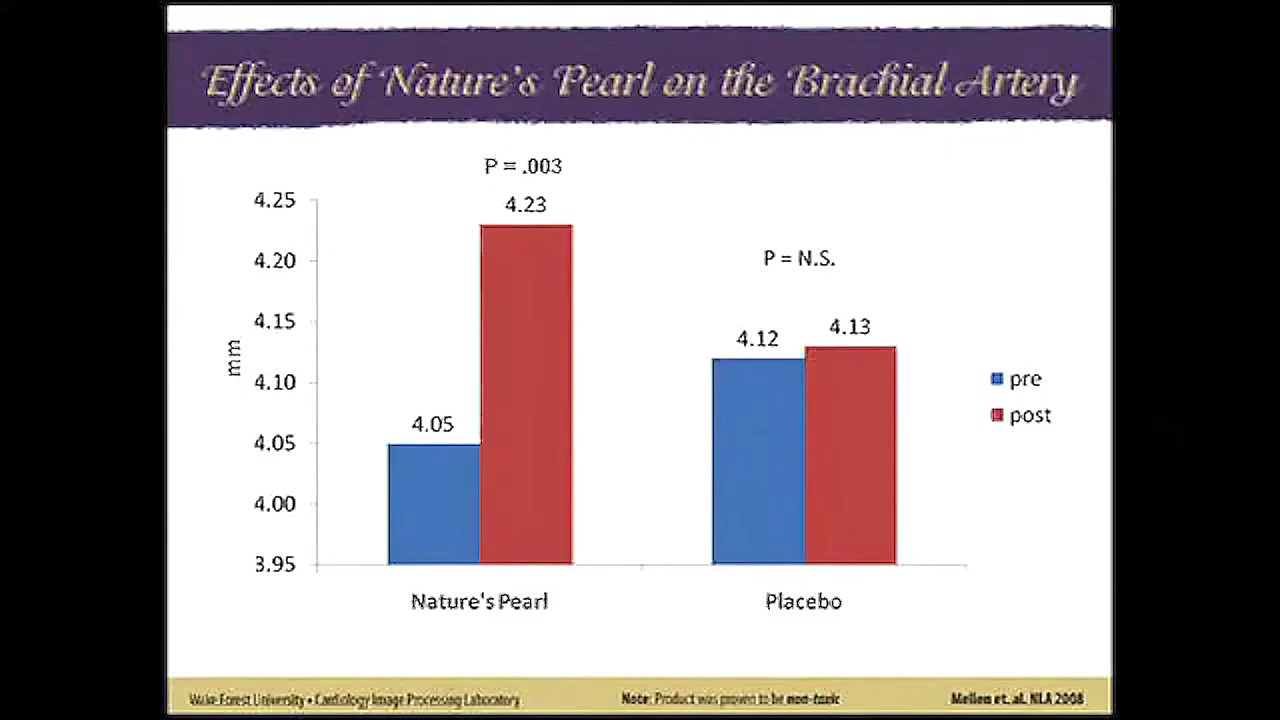 Effects of Nature's Pearl on the Brachial Artery
P = .003
4.25
4.23
4.20
P = N.S.
4.15
4.12
4.13
mm
4.10
pre
4.05
post
4.05
4.00
3.95
Nature's Pearl
Placebo
Wake Forest University • Cardiology Image Processing Laboratory
Note: Product was proven to be non-toxic
Mellen et. al. NLA 2008